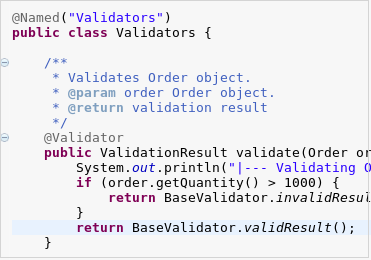 @Named("Validators")
public class Validators {
/**
* Validates Order object.
* @param order Order object.
* @return validation result
*/
@Validator
public ValidationResult validate(Order or
System.out.println("|--- Validating O
if (order.getQuantity() > 1000) {
return BaseValidator.invalidResul
}
return BaseValidator.validResult();
}